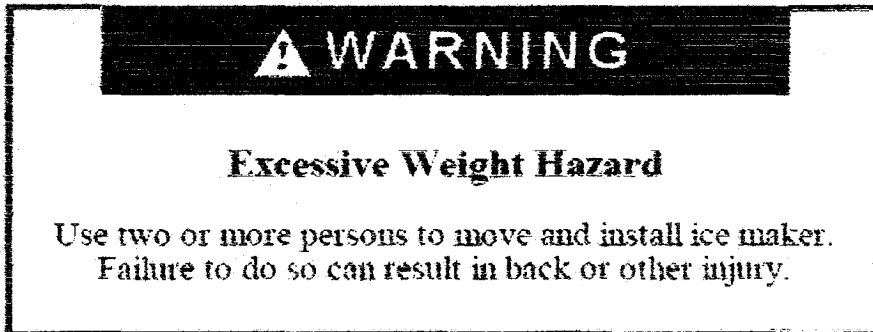 WARNING
Excessive Weight Hazard
Use two or more persons to move and install ice maker.
Failure to do so can result in back or other injury.